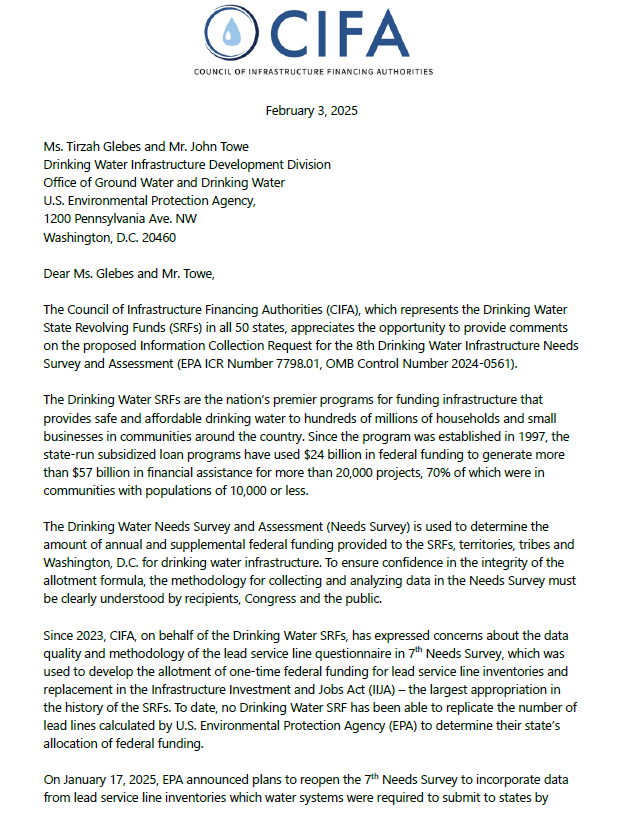 CIFA
COUNCIL OF INFRASTRUCTURE FINANCING AUTHORITIES
February 3, 2025
Ms. Tirzah Glebes and Mr. John Towe
Drinking Water Infrastructure Development Division
Office of Ground Water and Drinking Water
U.S. Environmental Protection Agency,
1200 Pennsylvania Ave. NW
Washington, D.C. 20460
Dear Ms. Glebes and Mr. Towe,
The Council of Infrastructure Financing Authorities (CIFA), which represents the Drinking Water
State Revolving Funds (SRFs) in all 50 states, appreciates the opportunity to provide comments
on the proposed Information Collection Request for the 8th Drinking Water Infrastructure Needs
Survey and Assessment (EPA ICR Number 7798.01, OMB Control Number 2024-0561).
The Drinking Water SRFs are the nation's premier programs for funding infrastructure that
provides safe and affordable drinking water to hundreds of millions of households and small
businesses in communities around the country. Since the program was established in 1997, the
state-run subsidized loan programs have used $24 billion in federal funding to generate more
than $57 billion in financial assistance for more than 20,000 projects, 70% of which were in
communities with populations of 10,000 or less.
The Drinking Water Needs Survey and Assessment (Needs Survey) is used to determine the
amount of annual and supplemental federal funding provided to the SRFs, territories, tribes and
Washington, D.C. for drinking water infrastructure. To ensure confidence in the integrity of the
allotment formula, the methodology for collecting and analyzing data in the Needs Survey must
be clearly understood by recipients, Congress and the public.
Since 2023, CIFA, on behalf of the Drinking Water SRFs, has expressed concerns about the data
quality and methodology of the lead service line questionnaire in 7th Needs Survey, which was
used to develop the allotment of one-time federal funding for lead service line inventories and
replacement in the Infrastructure Investment and Jobs Act (IIJA) – the largest appropriation in
the history of the SRFs. To date, no Drinking Water SRF has been able to replicate the number of
lead lines calculated by U.S. Environmental Protection Agency (EPA) to determine their state's
allocation of federal funding.
On January 17, 2025, EPA announced plans to reopen the 7th Needs Survey to incorporate data
from lead service line inventories which water systems were required to submit to states by